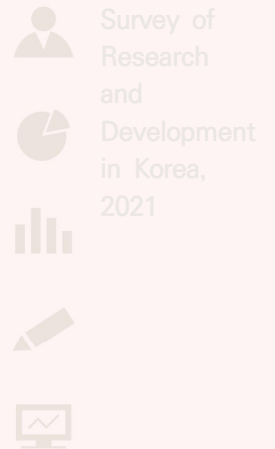 Survey of
Research
and
Development
in Korea,
2021